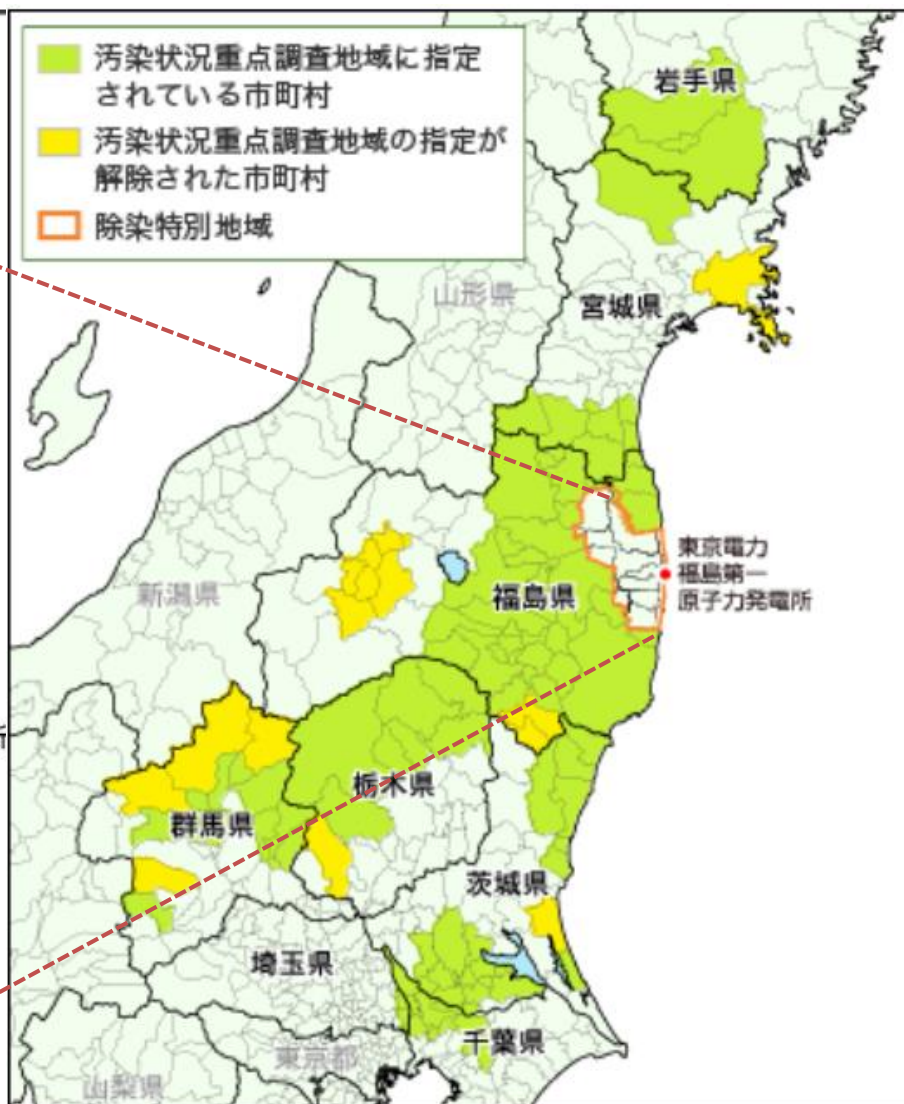 汚染状況重点調査地域に指定
されている市町村
汚染状況重点調査地域の指定が
解除された市町村
除染特別地域
岩手県
山形県
宮城県
東京電力
福島第一
原子力発電所
新潟県
福島県
栃木県
群馬県
茨城県
埼玉県
千葉県
東京都
山梨県